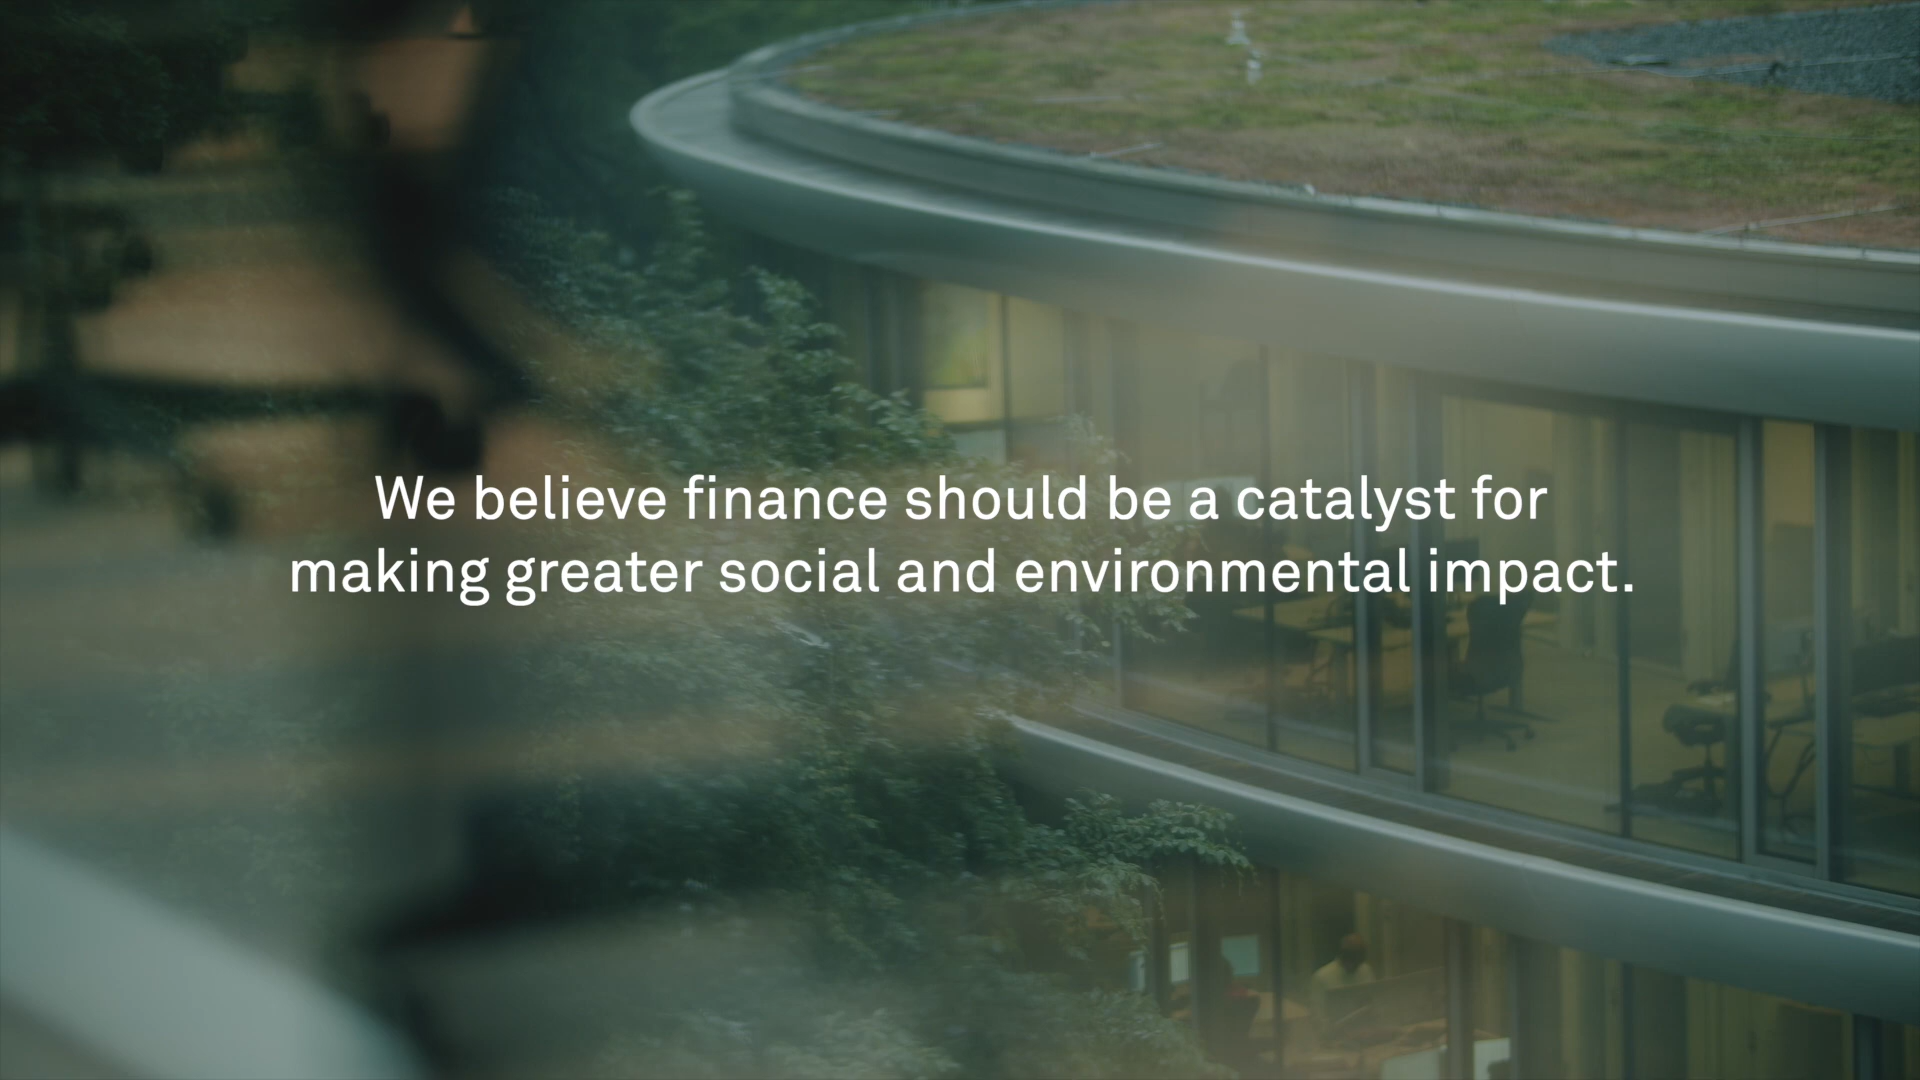 We believe finance should be a catalyst for
making greater social and environmental impact.